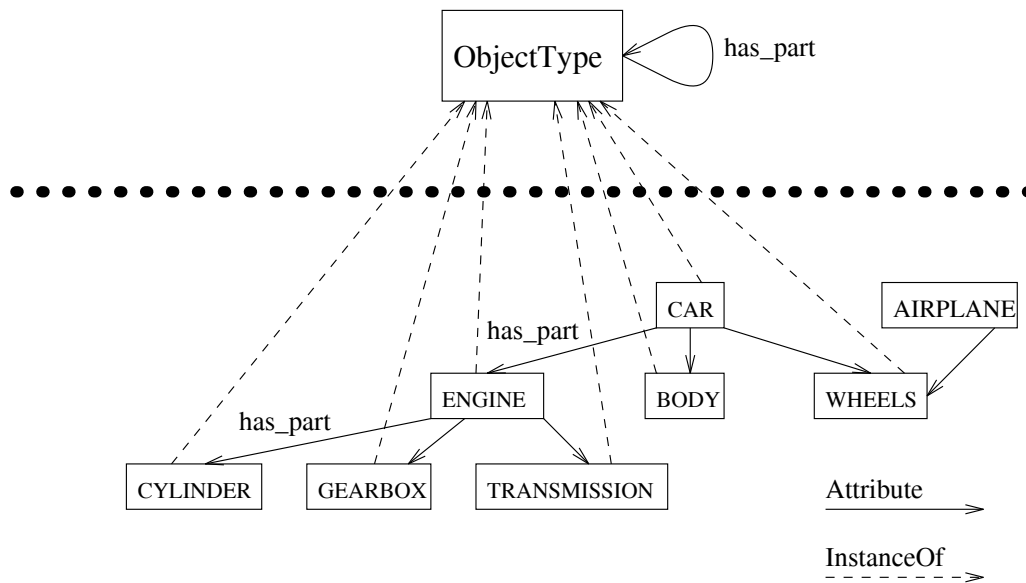 ObjectType
has_part
CAR
AIRPLANE
has_part
ENGINE
BODY
WHEELS
has_part
CYLINDER
GEARBOX
TRANSMISSION
Attribute
InstanceOf